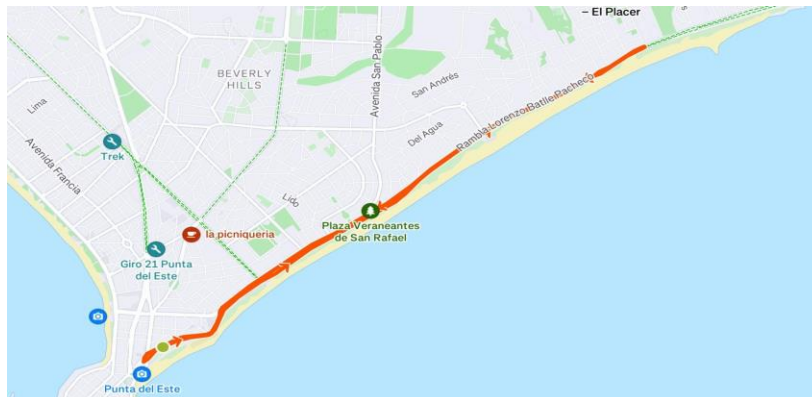 – El Placer
BEVERLY
HILLS
Avenida San Pablo
San Andrés
Rambla Lorenzo Batlle Pacheco
Lima
Del Agua
Trek
Avenida Francia
Lido
Plaza Veraneantes
de San Rafael
la picniquería
Giro 21 Punta
del Este
Punta del Este